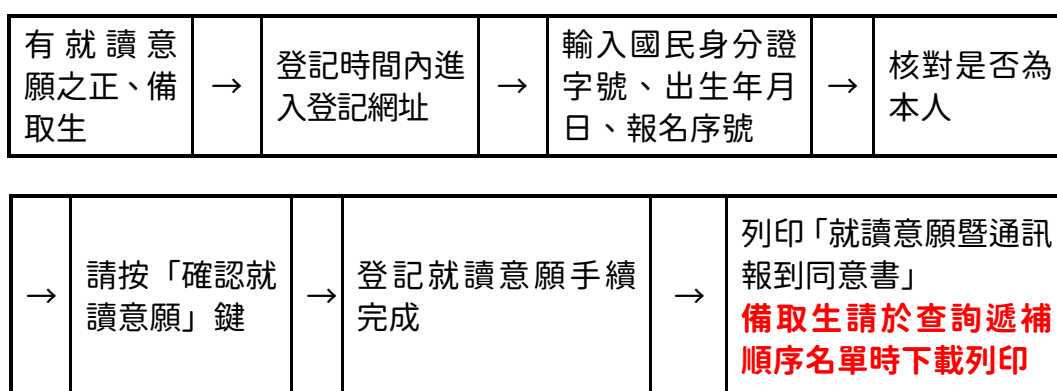 有就讀意
願之正、備
取生
→
登記時間內進
入登記網址
→
輸入國民身分證
字號、出生年月
日、報名序號
→
核對是否為
本人
→
請按「確認就
讀意願」鍵
→
登記就讀意願手續
完成
→
列印「就讀意願暨通訊
報到同意書」
備取生請於查詢遞補
順序名單時下載列印